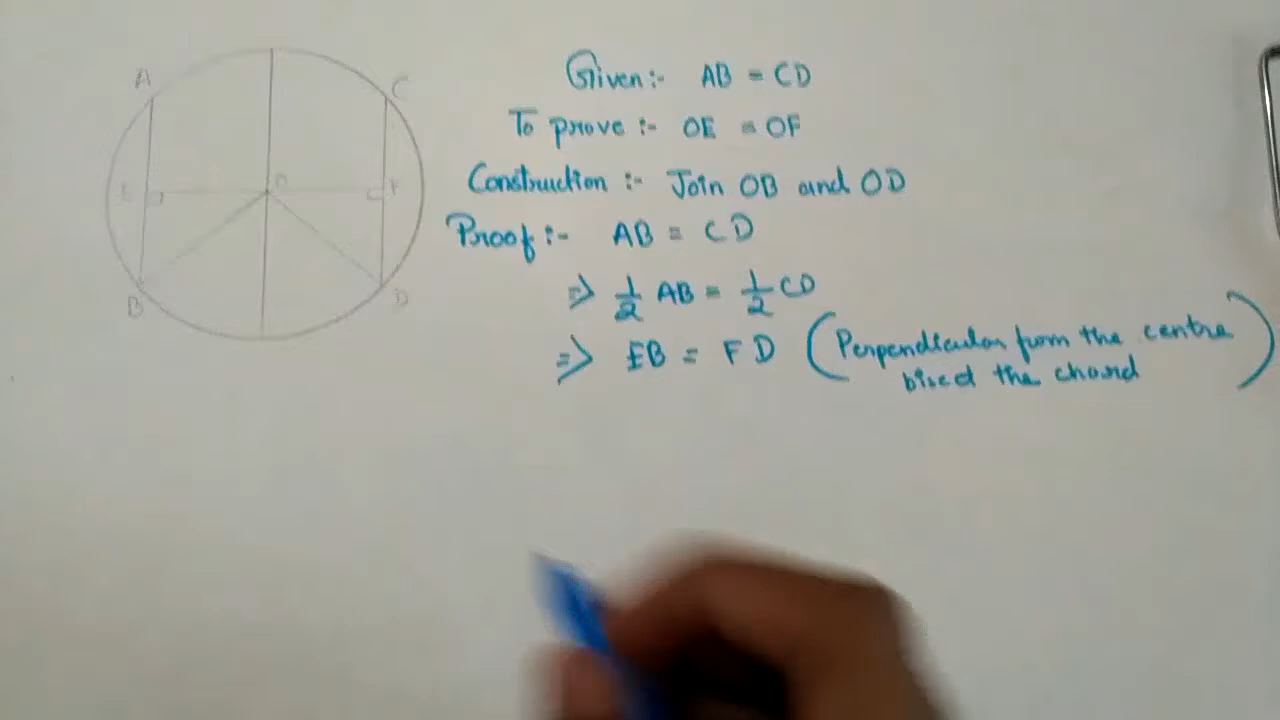 A
C
E
O
F
B
D
Given:- AB = CD
To prove :- OE = OF
Construction :- Join OB and OD
Proof :- AB = CD
=> 1/2 AB = 1/2 CD
=> EB = FD (Perpendicular from the centre
bisect the chord)